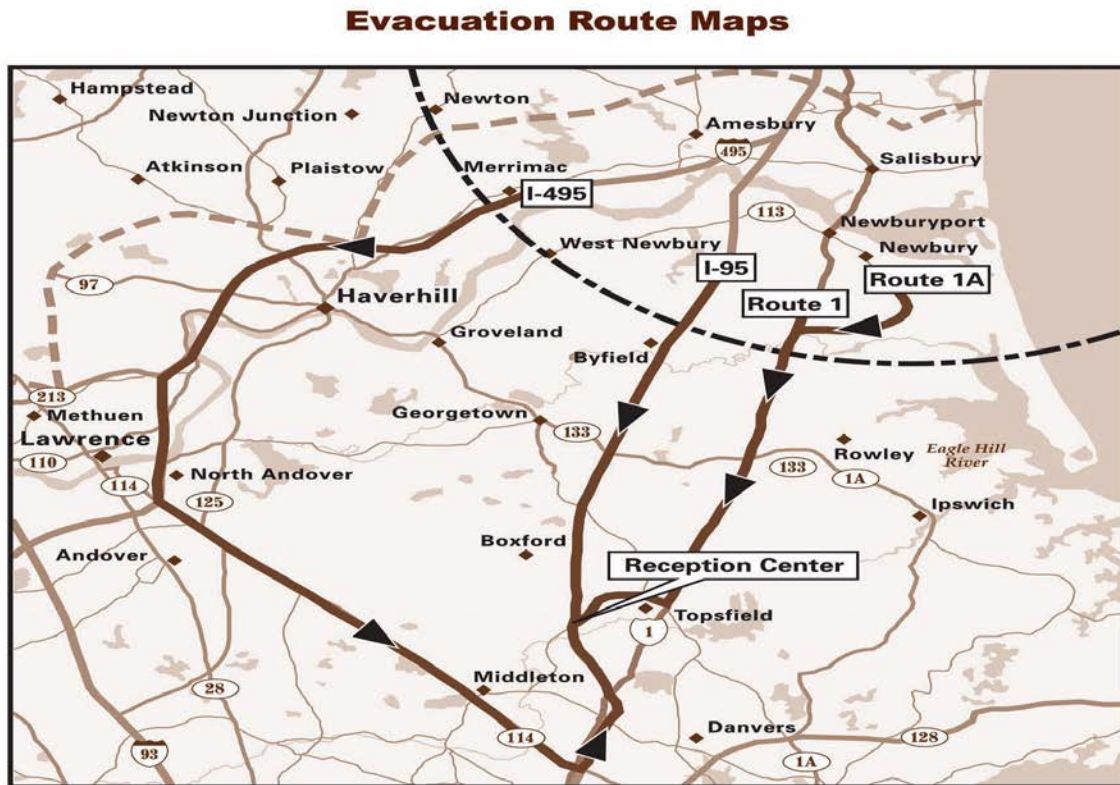 Evacuation Route Maps
Hampstead
Newton Junction
Newton
Amesbury
495
Atkinson
Plaistow
Merrimac
I-495
Salisbury
113
Newburyport
West Newbury
Newbury
97
I-95
Route 1A
Haverhill
Route 1
Groveland
Byfield
213
Methuen
Georgetown
133
Lawrence
110
North Andover
114
125
Rowley
Eagle Hill
River
133
1A
Ipswich
Andover
Boxford
Reception Center
Topsfield
1
Middleton
28
114
Danvers
128
93
1A